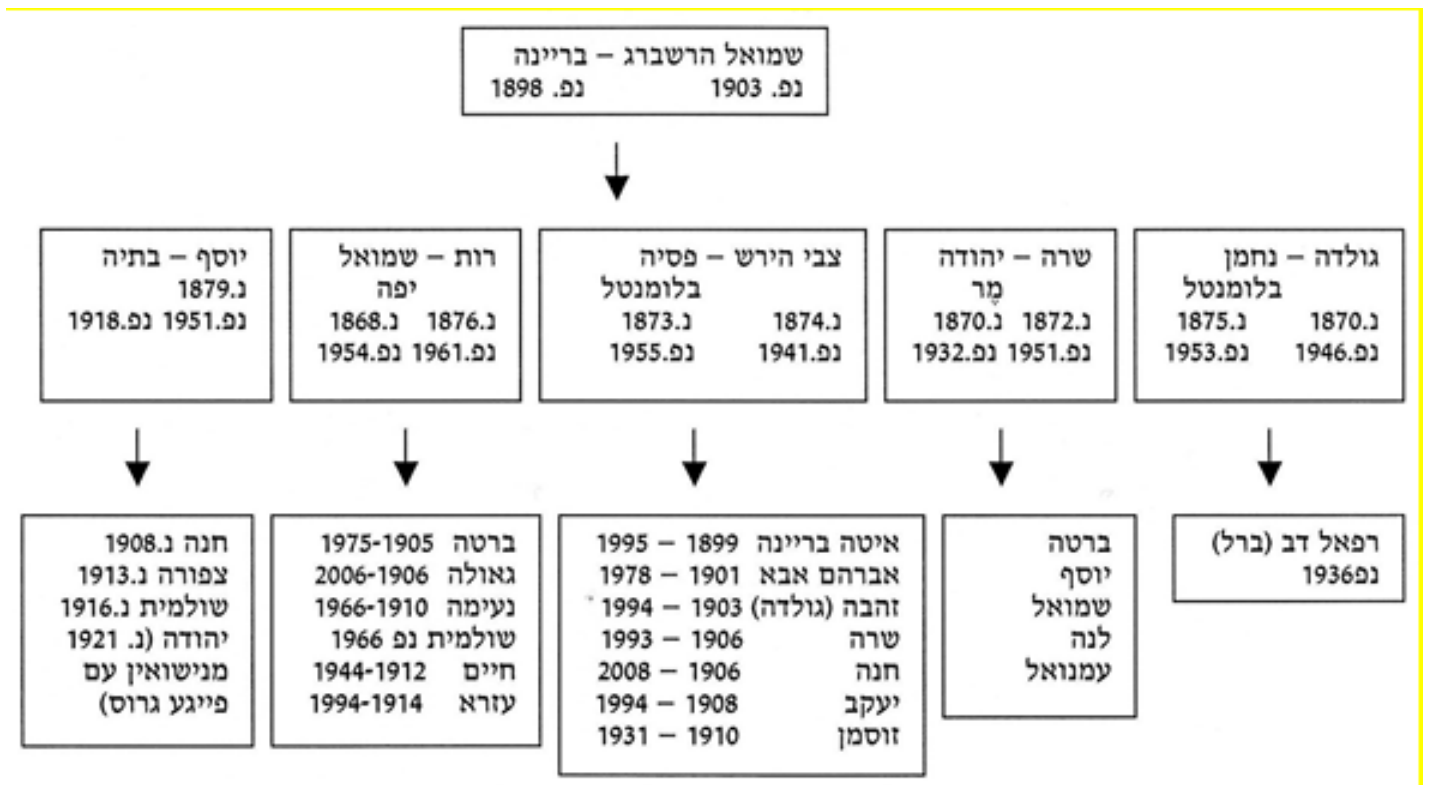 שמואל הרשברג – בריינה
נפ. 1903 נפ. 1898
גולדה – נחמן
בלומנטל
נ.1870 נ.1875
נפ.1946 נפ.1953
שרה – יהודה
מֶר
נ.1872 נ.1870
נפ.1951 נפ.1932
צבי הירש – פסיה
בלומנטל
נ.1874 נ.1873
נפ.1941 נפ.1955
רות – שמואל
יפה
נ.1876 נ.1868
נפ.1961 נפ.1954
יוסף – בתיה
נ.1879
נפ.1951 נפ.1918
רפאל דב (ברל)
נפ1936
ברטה
יוסף
שמואל
לנה
עמנואל
איטה בריינה 1899 – 1995
אברהם אבא 1901 – 1978
זהבה (גולדה) 1903 – 1994
שרה 1906 – 1993
חנה 1906 – 2008
יעקב 1908 – 1994
זוסמן 1910 – 1931
ברטה 1975-1905
גאולה 2006-1906
נעימה 1966-1910
שולמית נפ 1966
חיים 1944-1912
עזרא 1994-1914
חנה נ.1908
צפורה נ.1913
שולמית נ.1916
יהודה (נ. 1921
מנישואין עם
פייגע גרוס)